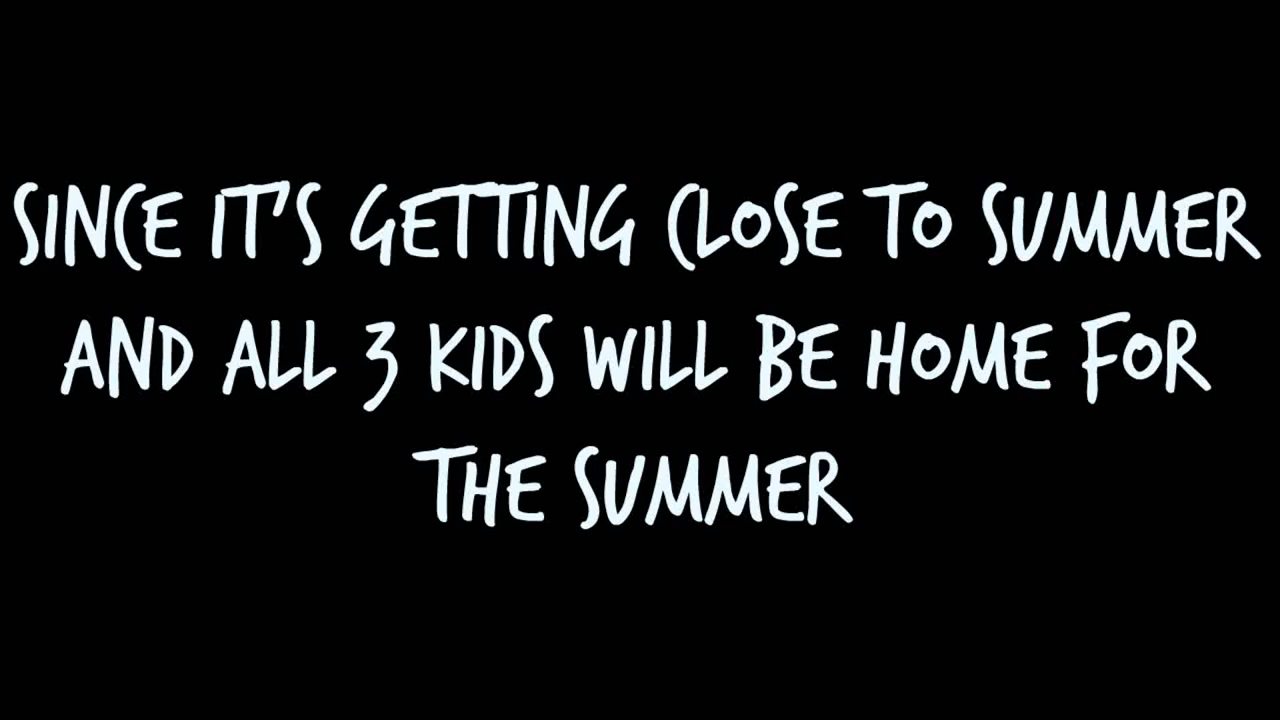 SINCE IT'S GETTING CLOSE TO SUMMER
AND ALL 3 KIDS WILL BE HOME FOR
THE SUMMER